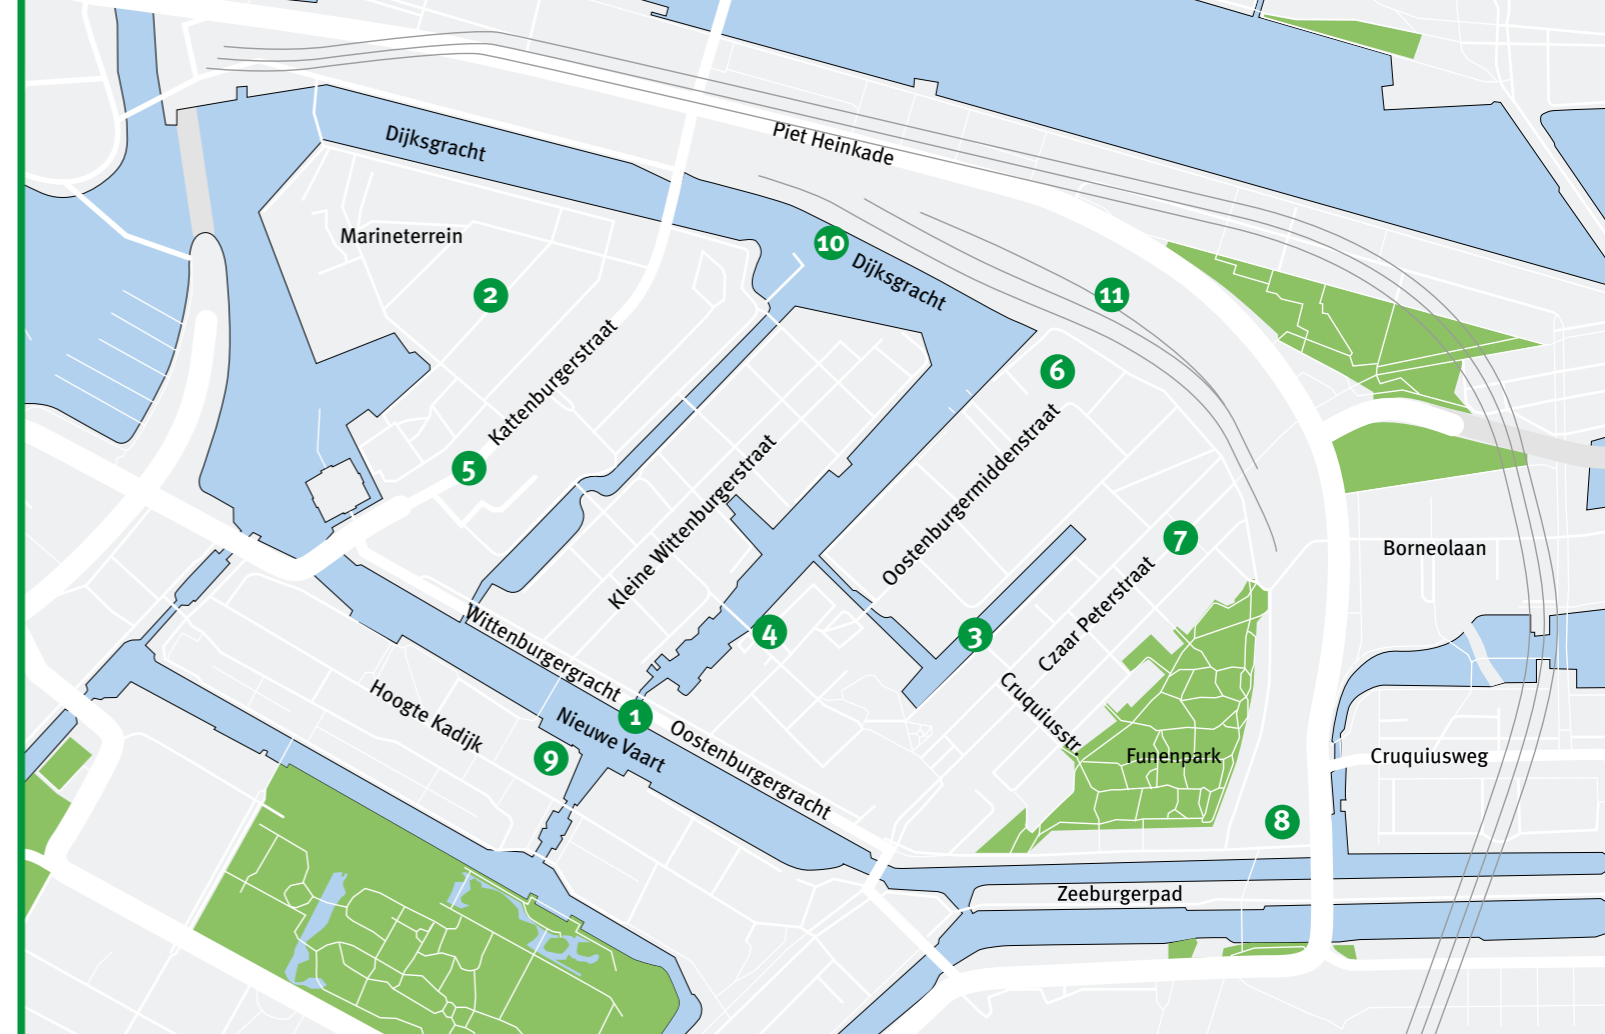 Dijksgracht
Piet Heinkade
Marineterrein
10
Dijksgracht
2
11
Kattenburgerstraat
6
5
Kleine Wittenburgerstraat
Oostenburgermiddenstraat
7
Borneolaan
Czaar Peterstraat
4
3
Wittenburgergracht
Cruquiusstr.
Hoogte Kadijk
1
Nieuwe Vaart
Oostenburgergracht
9
Funenpark
Cruquiusweg
8
Zeeburgerpad